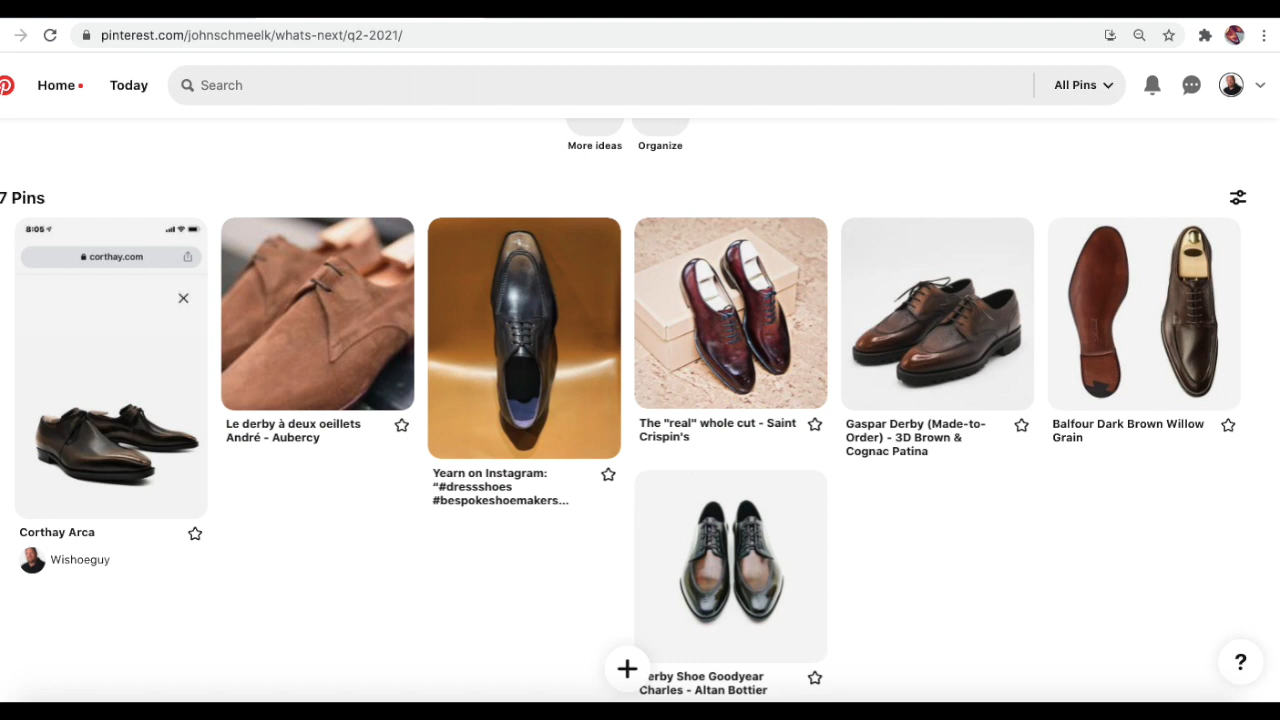 pinterest.com/johnschmeelk/whats-next/q2-2021/
Home
Today
Search
All Pins
More ideas
Organize
7 Pins
8:05
corthay.com
Corthay Arca
Wishoeguy
Le derby à deux oeillets
André - Aubercy
Yearn on Instagram:
“#dressshoes
#bespokeshoemakers...
The "real" whole cut - Saint
Crispin's
erby Shoe Goodyear
Charles - Altan Bottier
Gaspar Derby (Made-to-
Order) - 3D Brown &
Cognac Patina
Balfour Dark Brown Willow
Grain
?